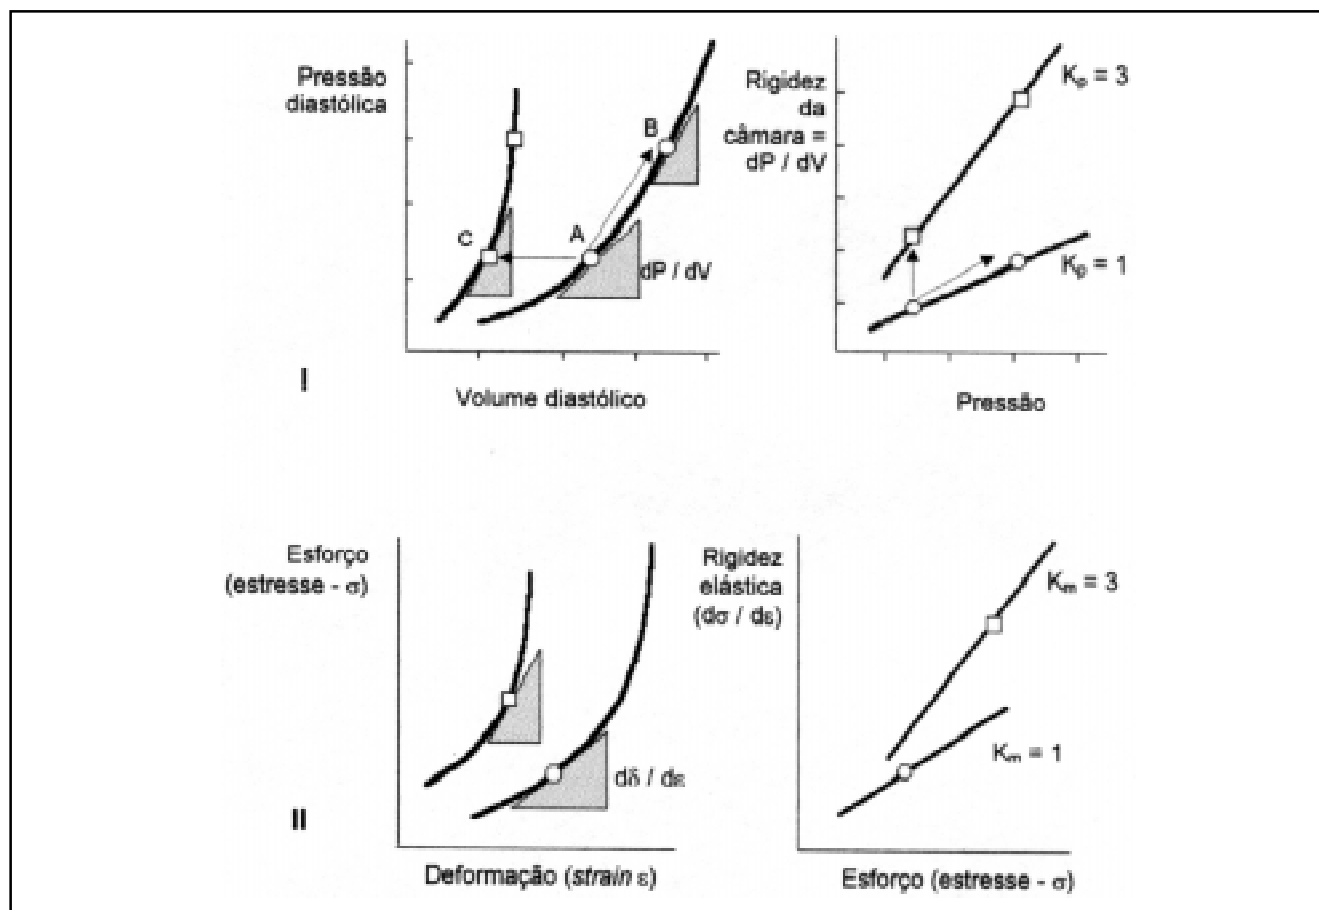 Pressão
diastólica
B
C
A
dP / dV
Volume diastólico
I
Rigidez
da
câmara =
dP / dV
Kp = 3
Kp = 1
Pressão
Esforço
(estresse - σ)
dδ / dε
Deformação (strain ε)
II
Rigidez
elástica
(dσ / dε)
Km = 3
Km = 1
Esforço (estresse - σ)